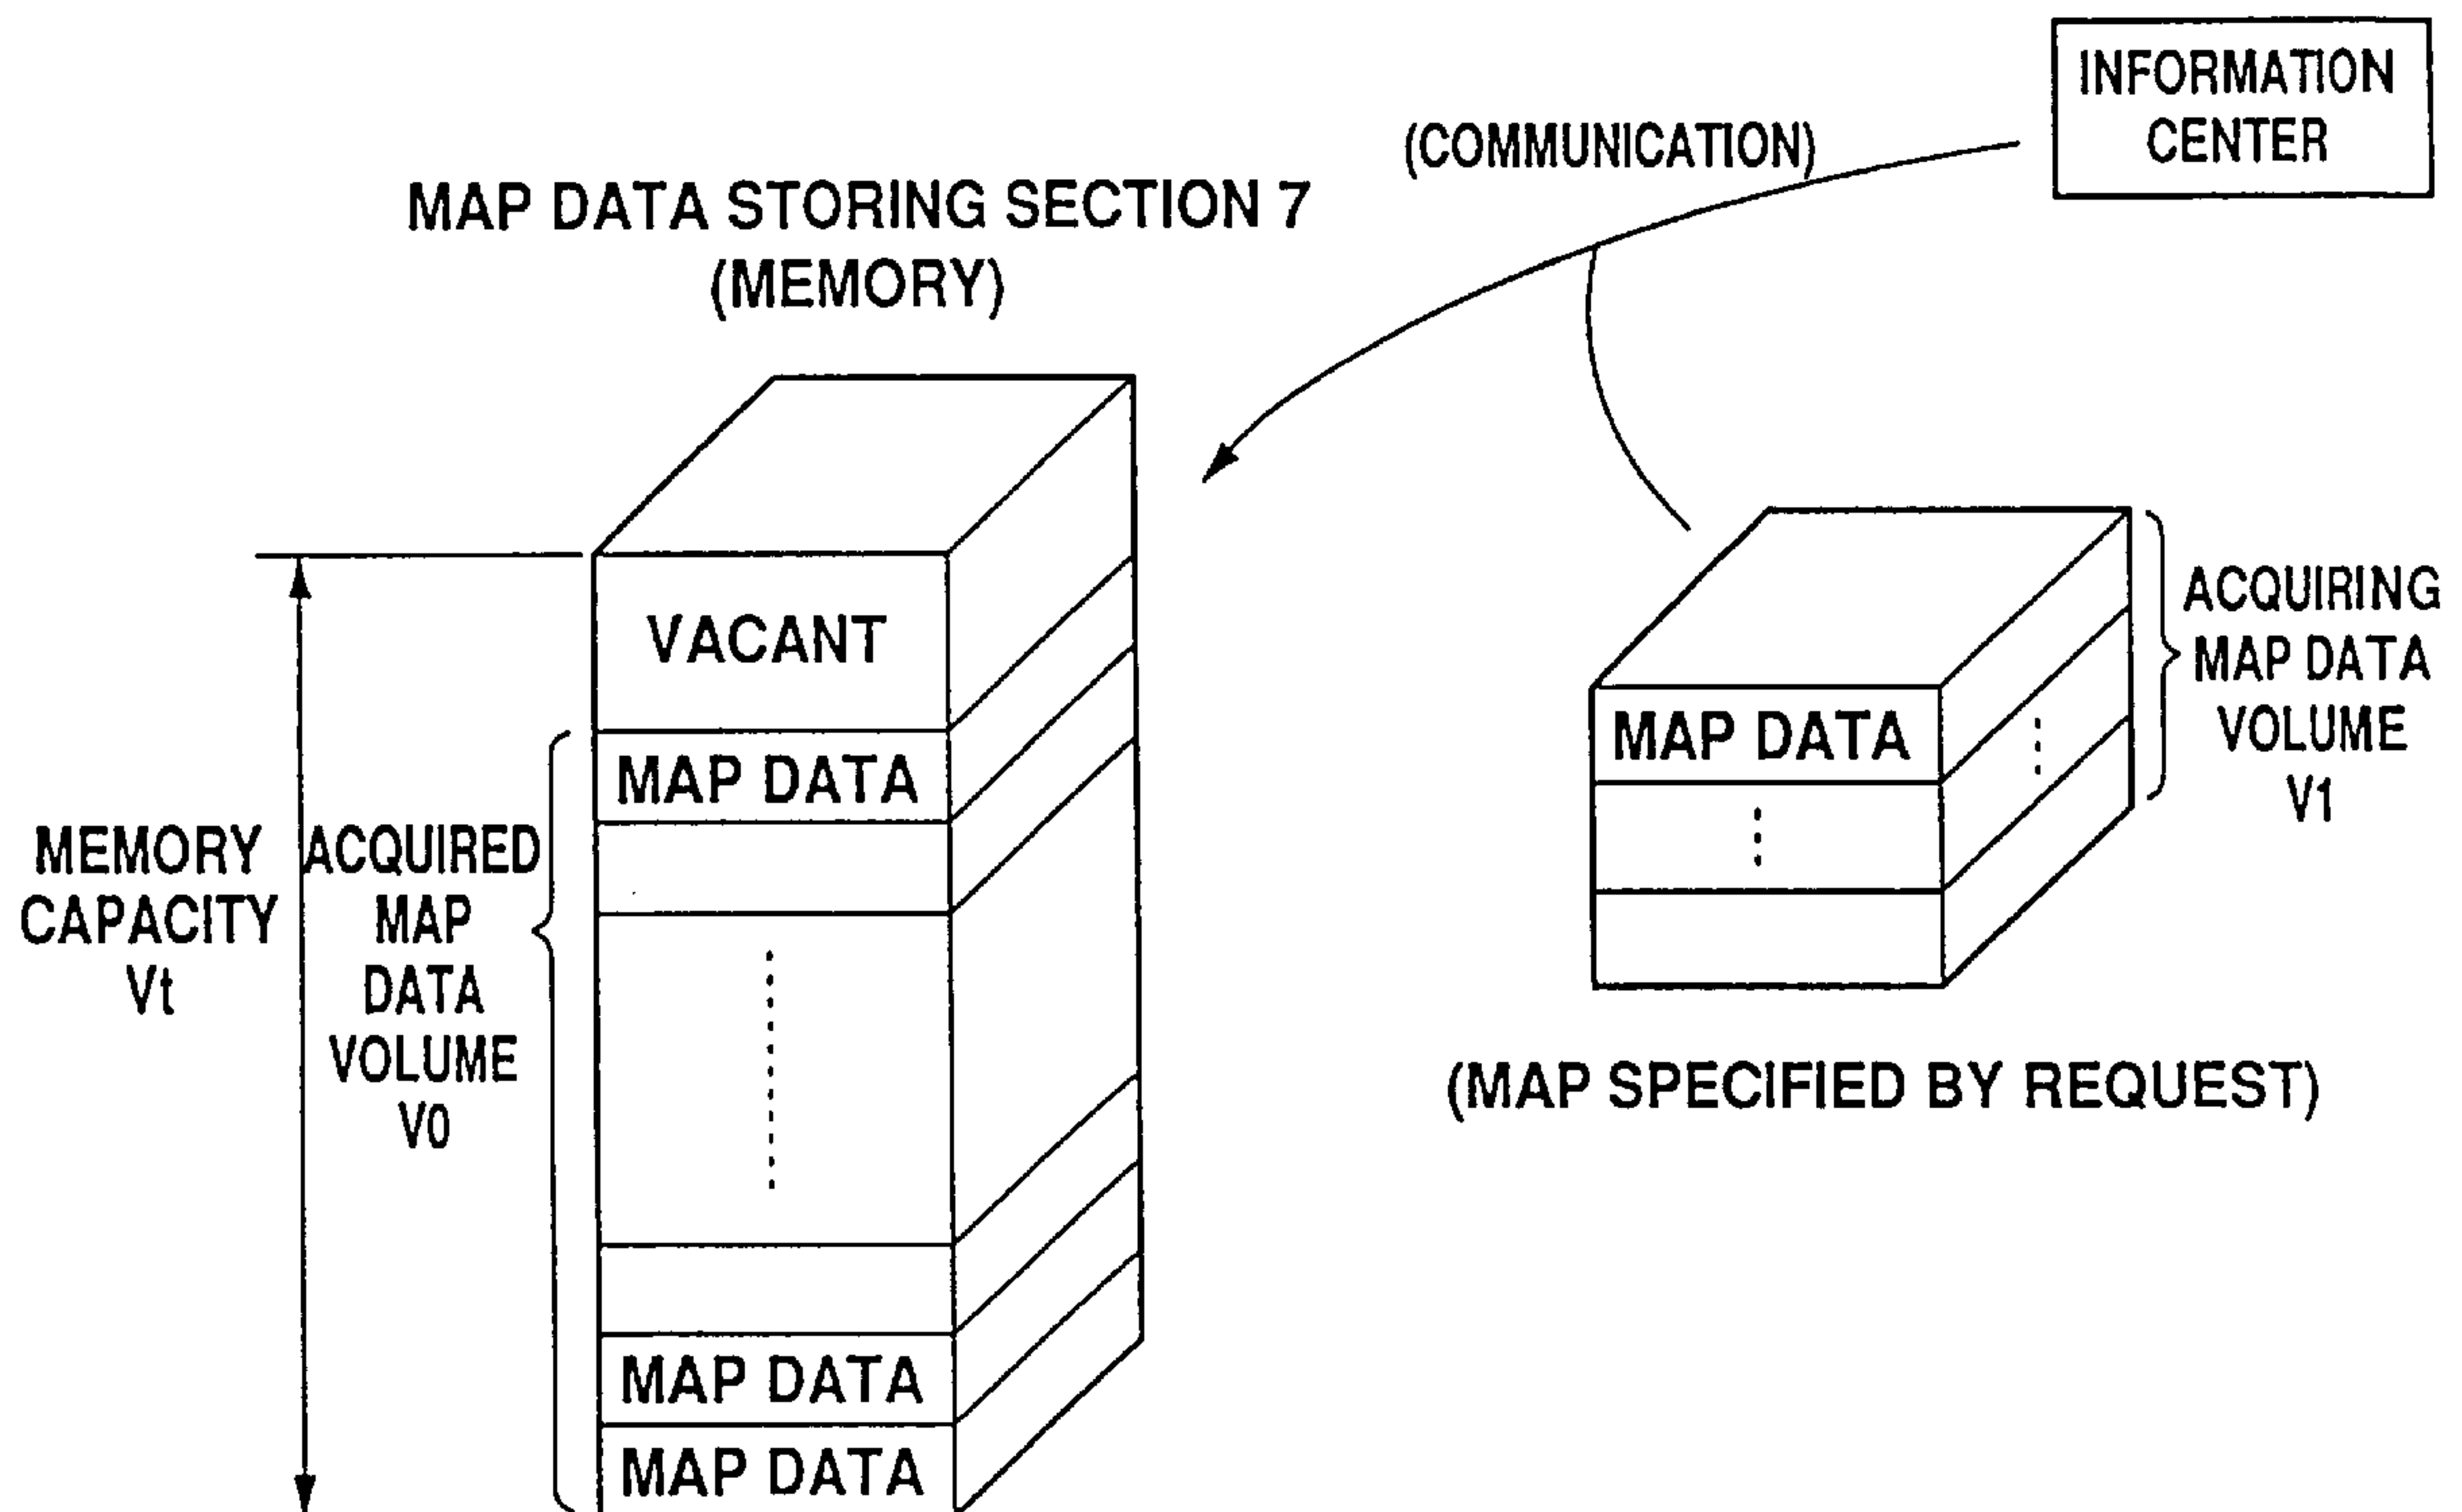 INFORMATION
CENTER
(COMMUNICATION)
MAP DATA STORING SECTION 7
(MEMORY)
VACANT
MAP DATA
MEMORY
CAPACITY
Vt
ACQUIRED
MAP
DATA
VOLUME
V0
MAP DATA
MAP DATA
MAP DATA
ACQUIRING
MAP DATA
VOLUME
V1
(MAP SPECIFIED BY REQUEST)